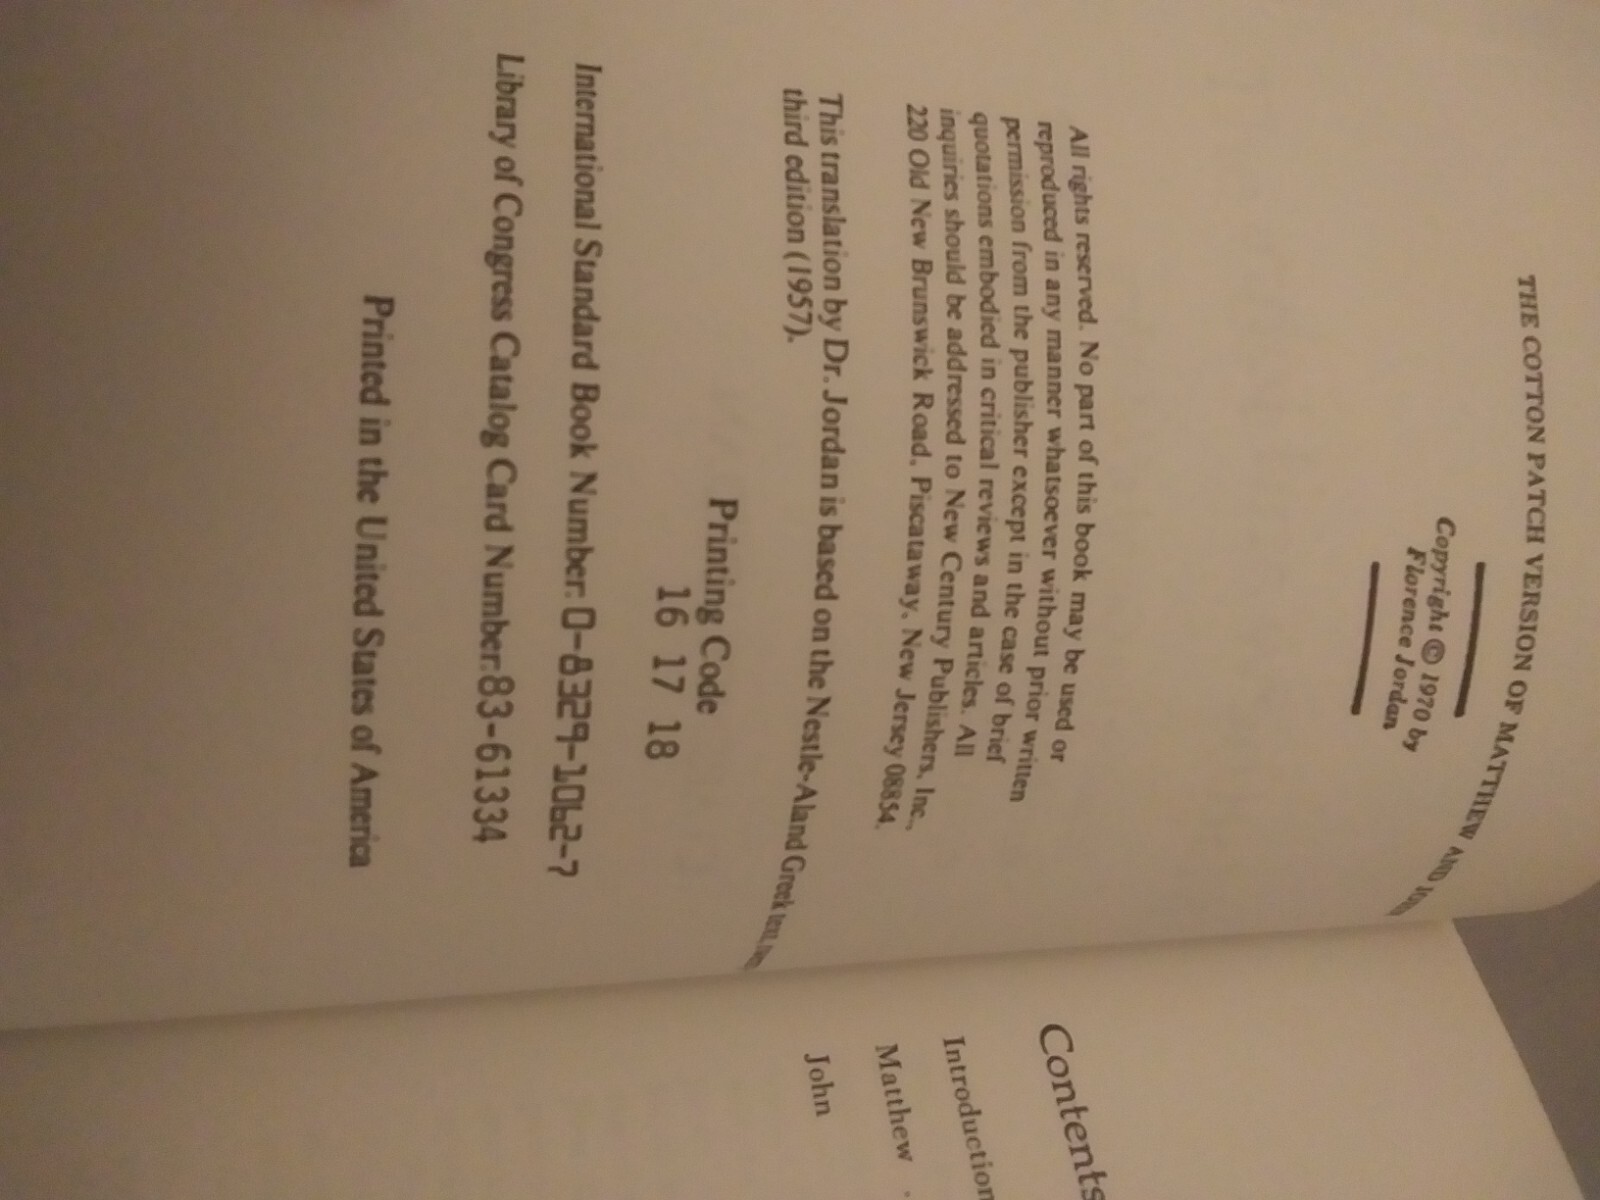 THE COTTON PATCH VERSION OF MATTHEW AND JOHN
Copyright © 1970 by
Florence Jordan
All rights reserved. No part of this book may be used or
reproduced in any manner whatsoever without prior written
permission from the publisher except in the case of brief
quotations embodied in critical reviews and articles. All
inquiries should be addressed to New Century Publishers, Inc.,
220 Old New Brunswick Road, Piscataway, New Jersey 08854.
This translation by Dr. Jordan is based on the Nestle-Aland Greek text,
third edition (1957).
Printing Code
16 17 18
International Standard Book Number: 0-8329-1062-7
Library of Congress Catalog Card Number: 83-61334
Printed in the United States of America
Contents
Introduction
Matthew .
John